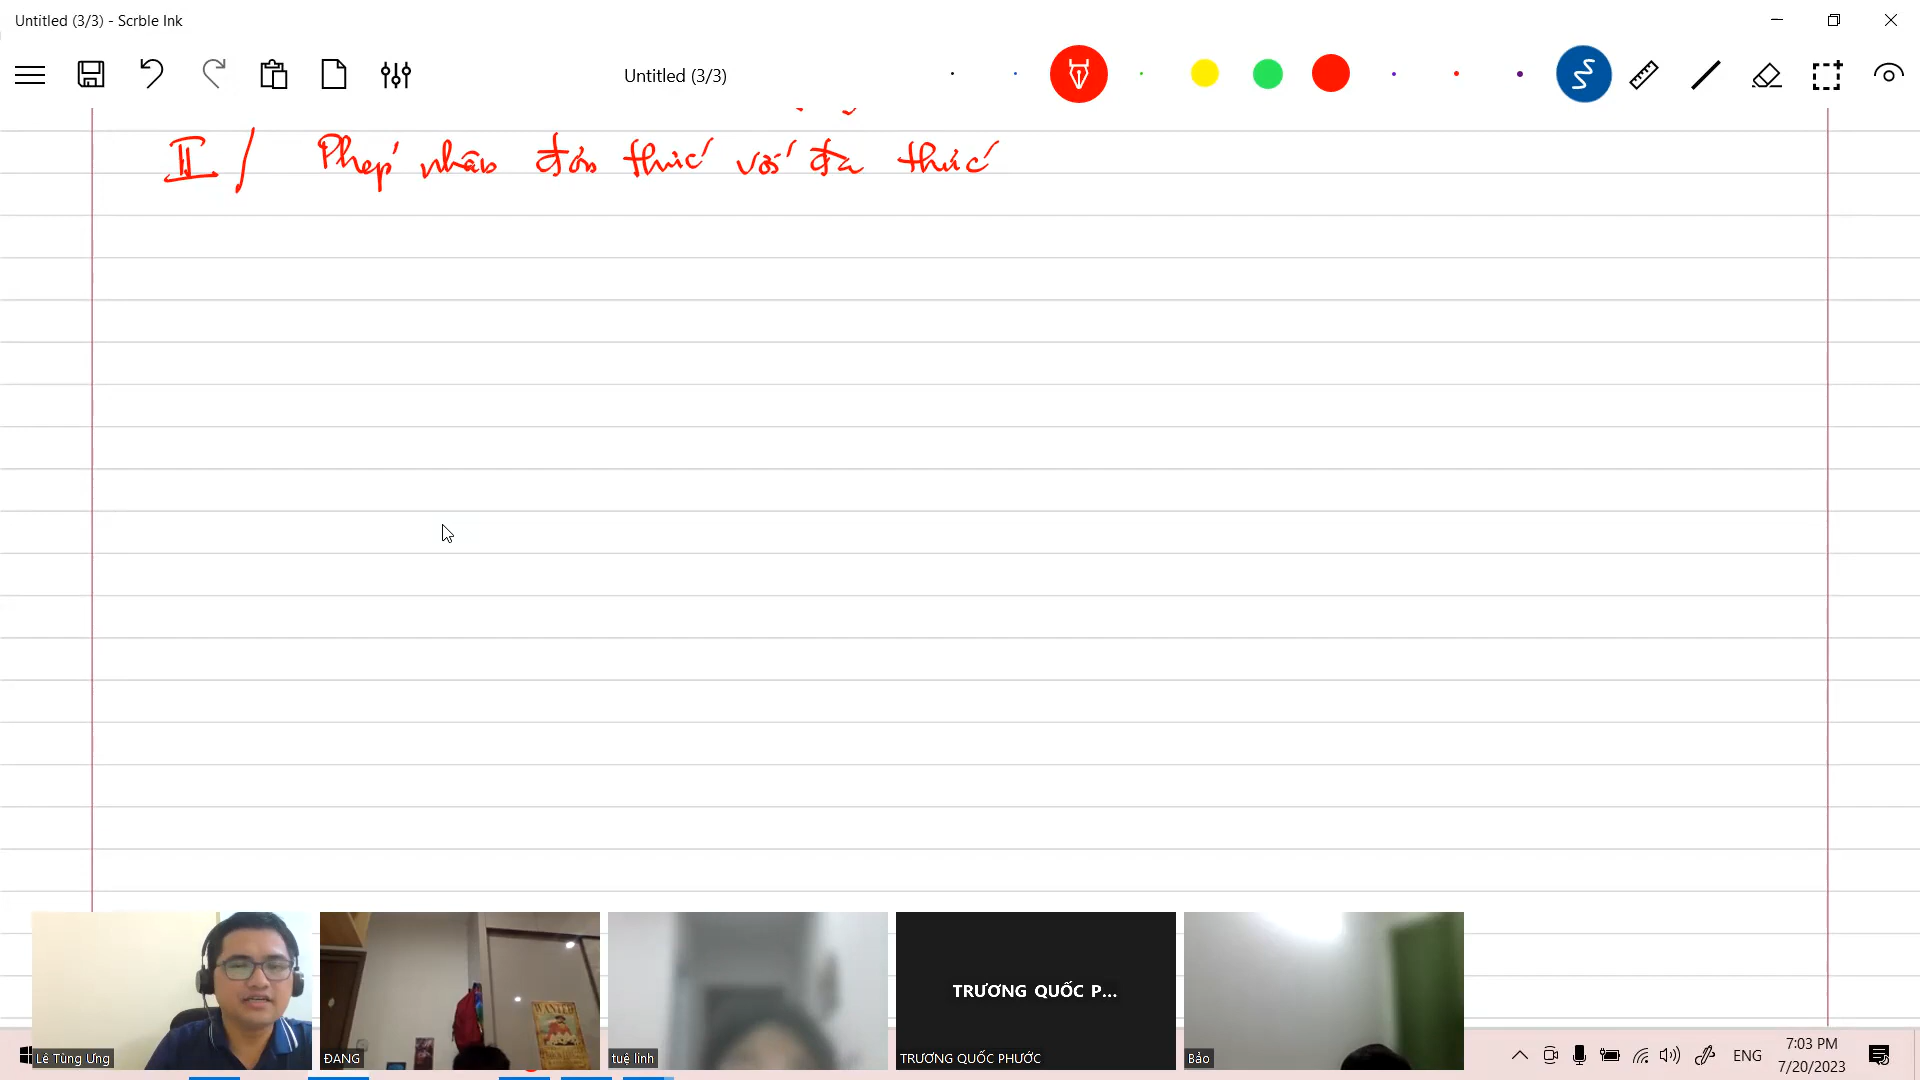 Untitled (3/3) - Scrble Ink
Untitled (3/3)
II / Phép nhân đơn thức với đa thức
WANTED
TRƯƠNG QUỐC P...
Lê Tùng Ưng
ĐANG
tuệ linh
TRƯƠNG QUỐC PHƯỚC
Bảo
ENG
7:03 PM
7/20/2023